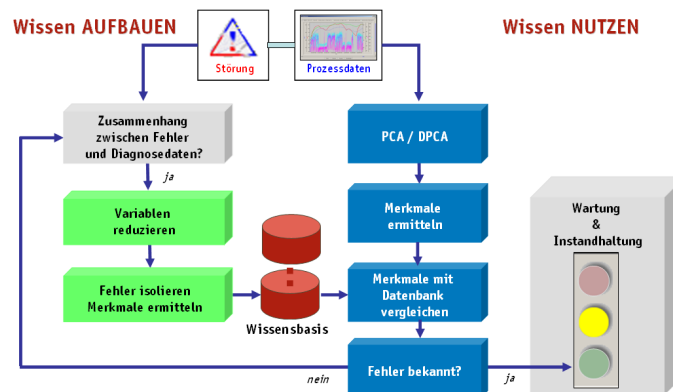 Wissen AUFBAUEN
Wissen NUTZEN
Störung
Prozessdaten
Zusammenhang
zwischen Fehler
und Diagnosedaten?
ja
Variablen
reduzieren
Fehler isolieren
Merkmale ermitteln
Wissensbasis
PCA / DPCA
Merkmale
ermitteln
Merkmale mit
Datenbank
vergleichen
Fehler bekannt?
nein
ja
Wartung
&
Instandhaltung